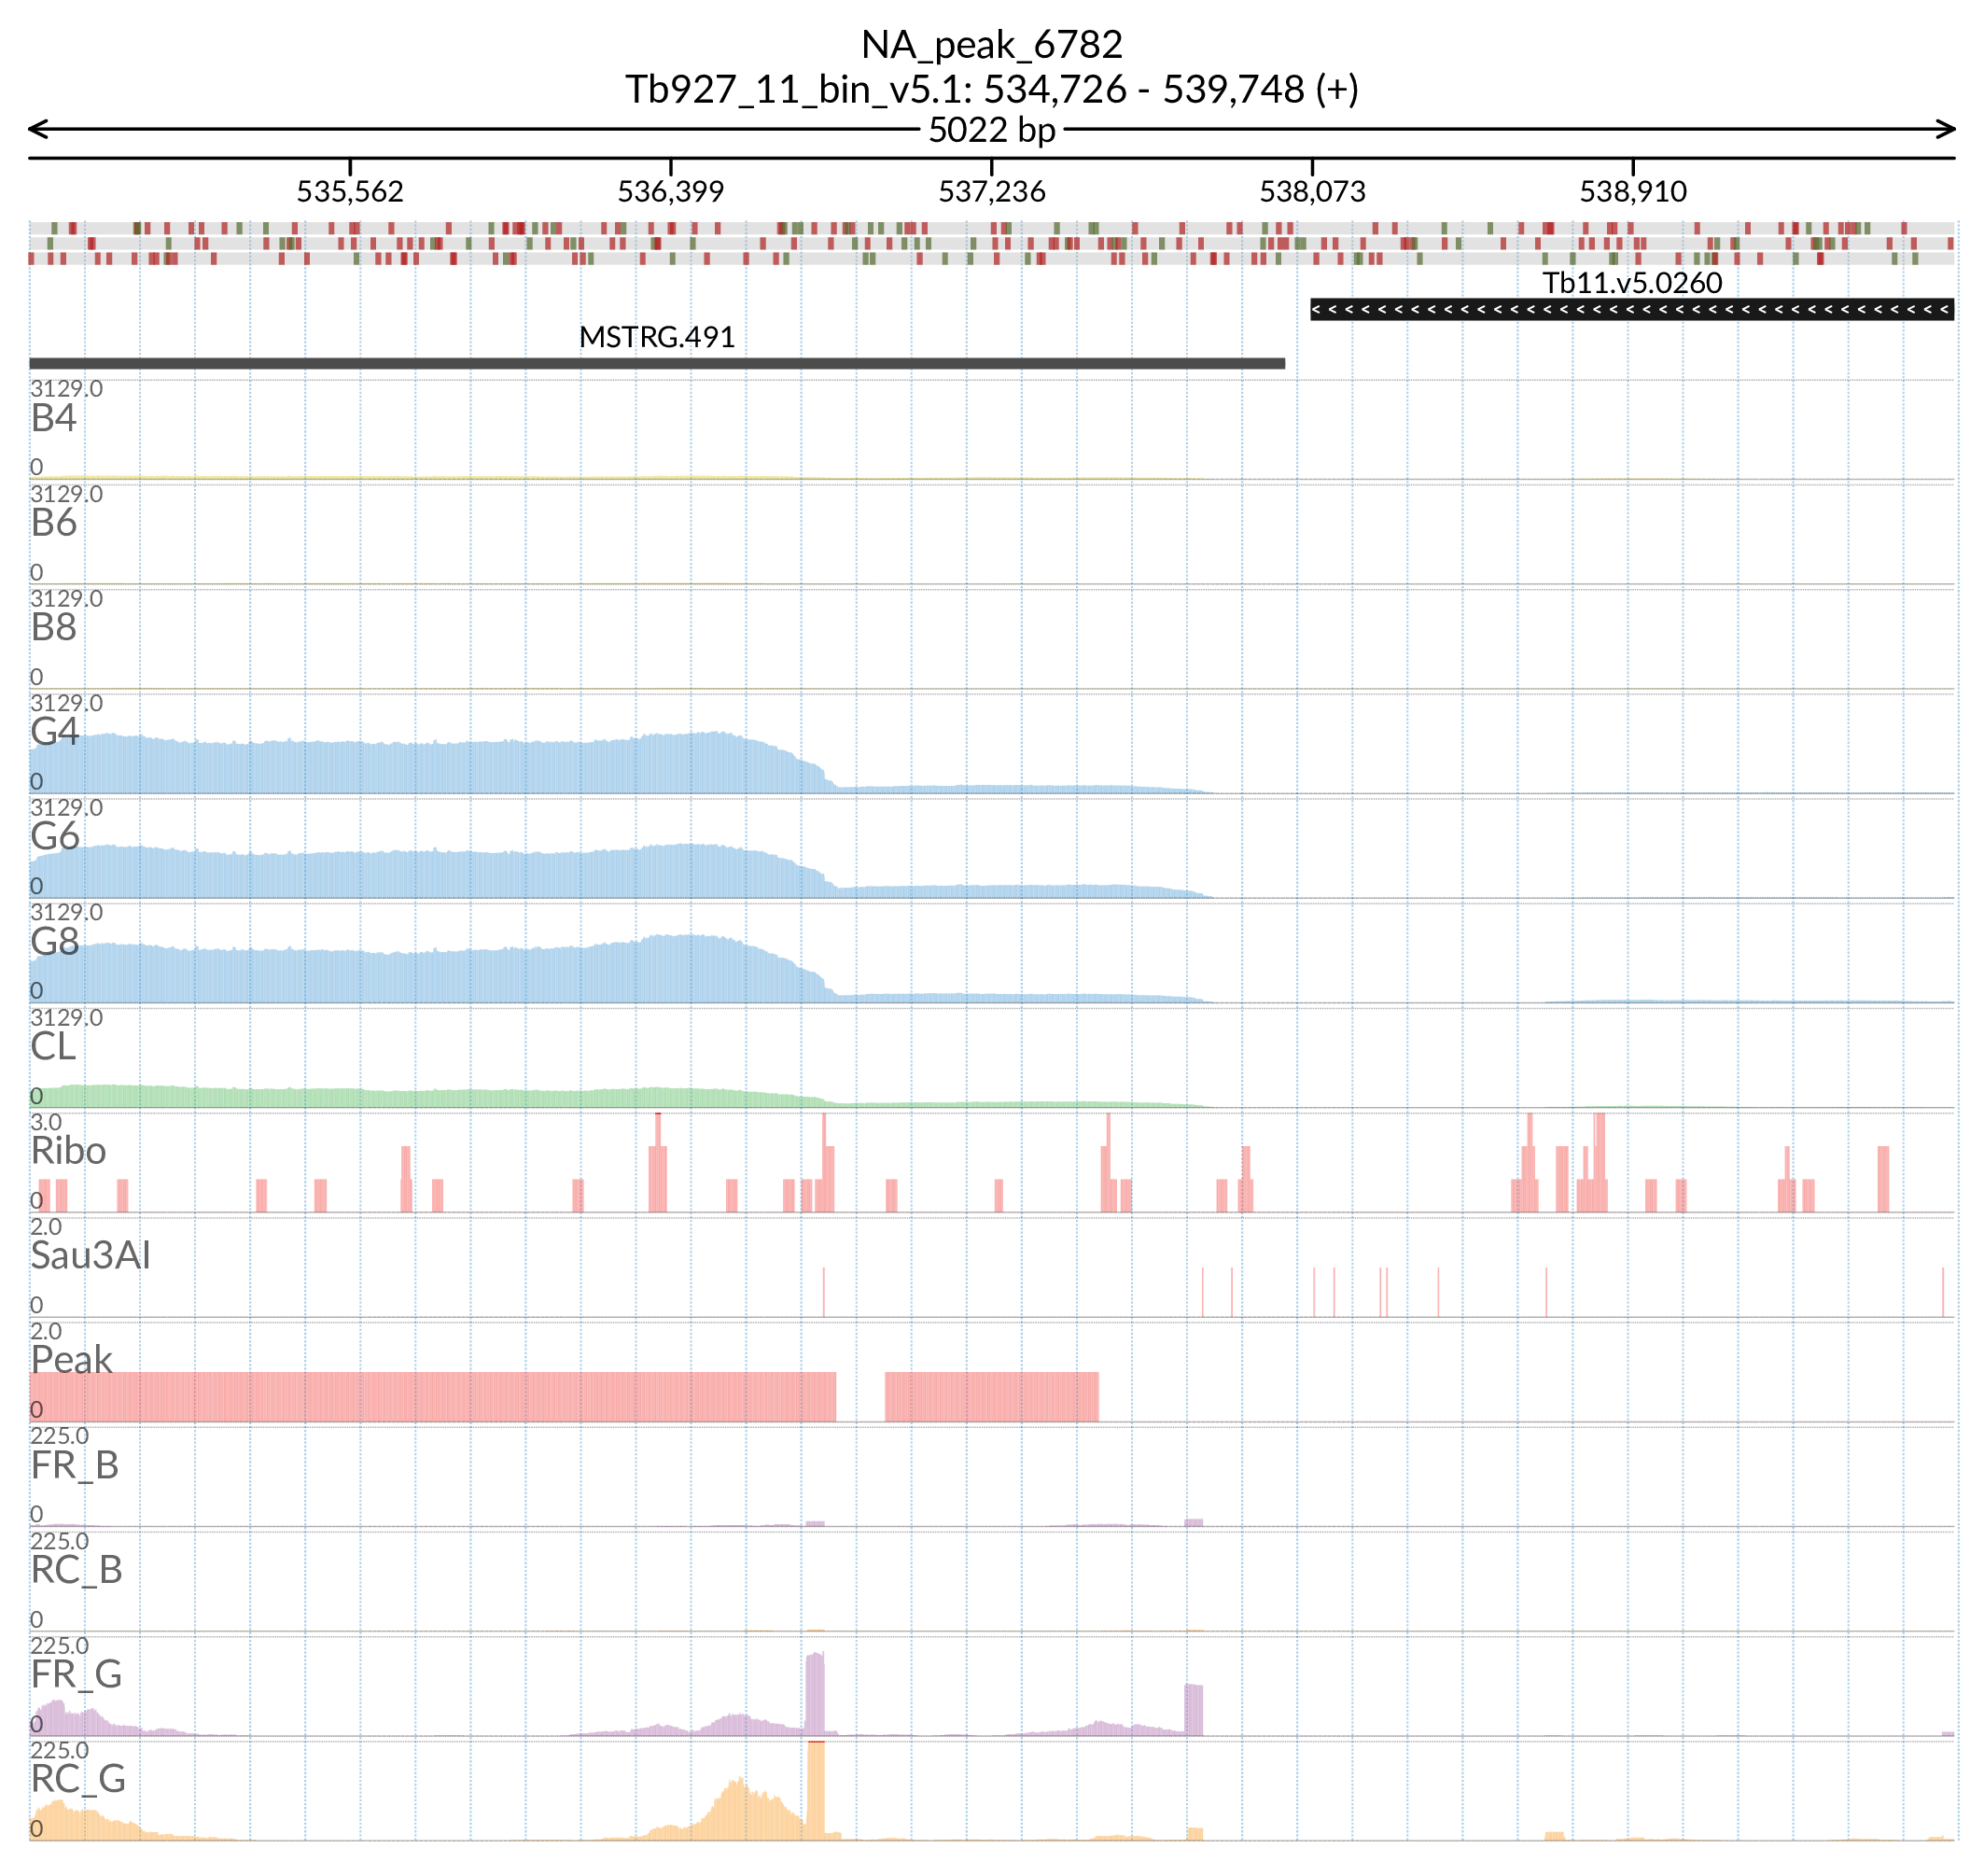 NA_peak_6782
Tb927_11_bin_v5.1: 534,726 - 539,748 (+)
5022 bp
535,562 536,399 537,236 538,073 538,910
Tb11.v5.0260
MSTRG.491
3129.0
B4
0
3129.0
B6
0
3129.0
B8
0
3129.0
G4
0
3129.0
G6
0
3129.0
G8
0
3129.0
CL
0
3.0
Ribo
0
2.0
Sau3AI
0
2.0
Peak
0
225.0
FR_B
0
225.0
RC_B
0
225.0
FR_G
0
225.0
RC_G
0